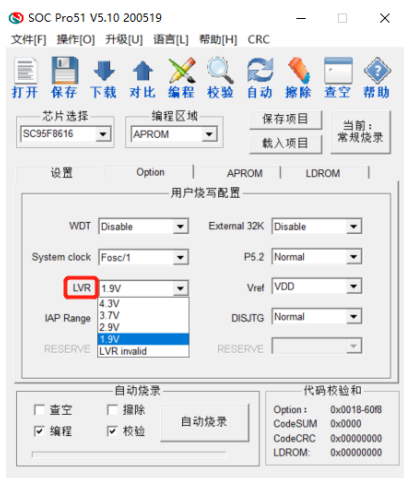 SOC Pro51 V5.10 200519
文件[F] 操作[O] 升级[U] 语言[L] 帮助[H] CRC
打开 保存 下载 对比 编程 校验 自动 擦除 查空 帮助
芯片选择 编程区域 保存项目 当前：
SC95F8616 APROM 载入项目 常规烧录
设置 Option APROM LDROM
用户烧写配置
WDT Disable External 32K Disable
System clock Fosc/1 P5.2 Normal
LVR 1.9V Vref VDD
4.3V
IAP Range 3.7V DISJTG Normal
2.9V
1.9V
RESERVE LVR invalid RESERVE
自动烧录 代码校验和
查空 擦除 自动烧录 Option： 0x0018-60f8
编程 校验 CodeSUM 0x0000
CodeCRC 0x00000000
LDROM: 0x00000000